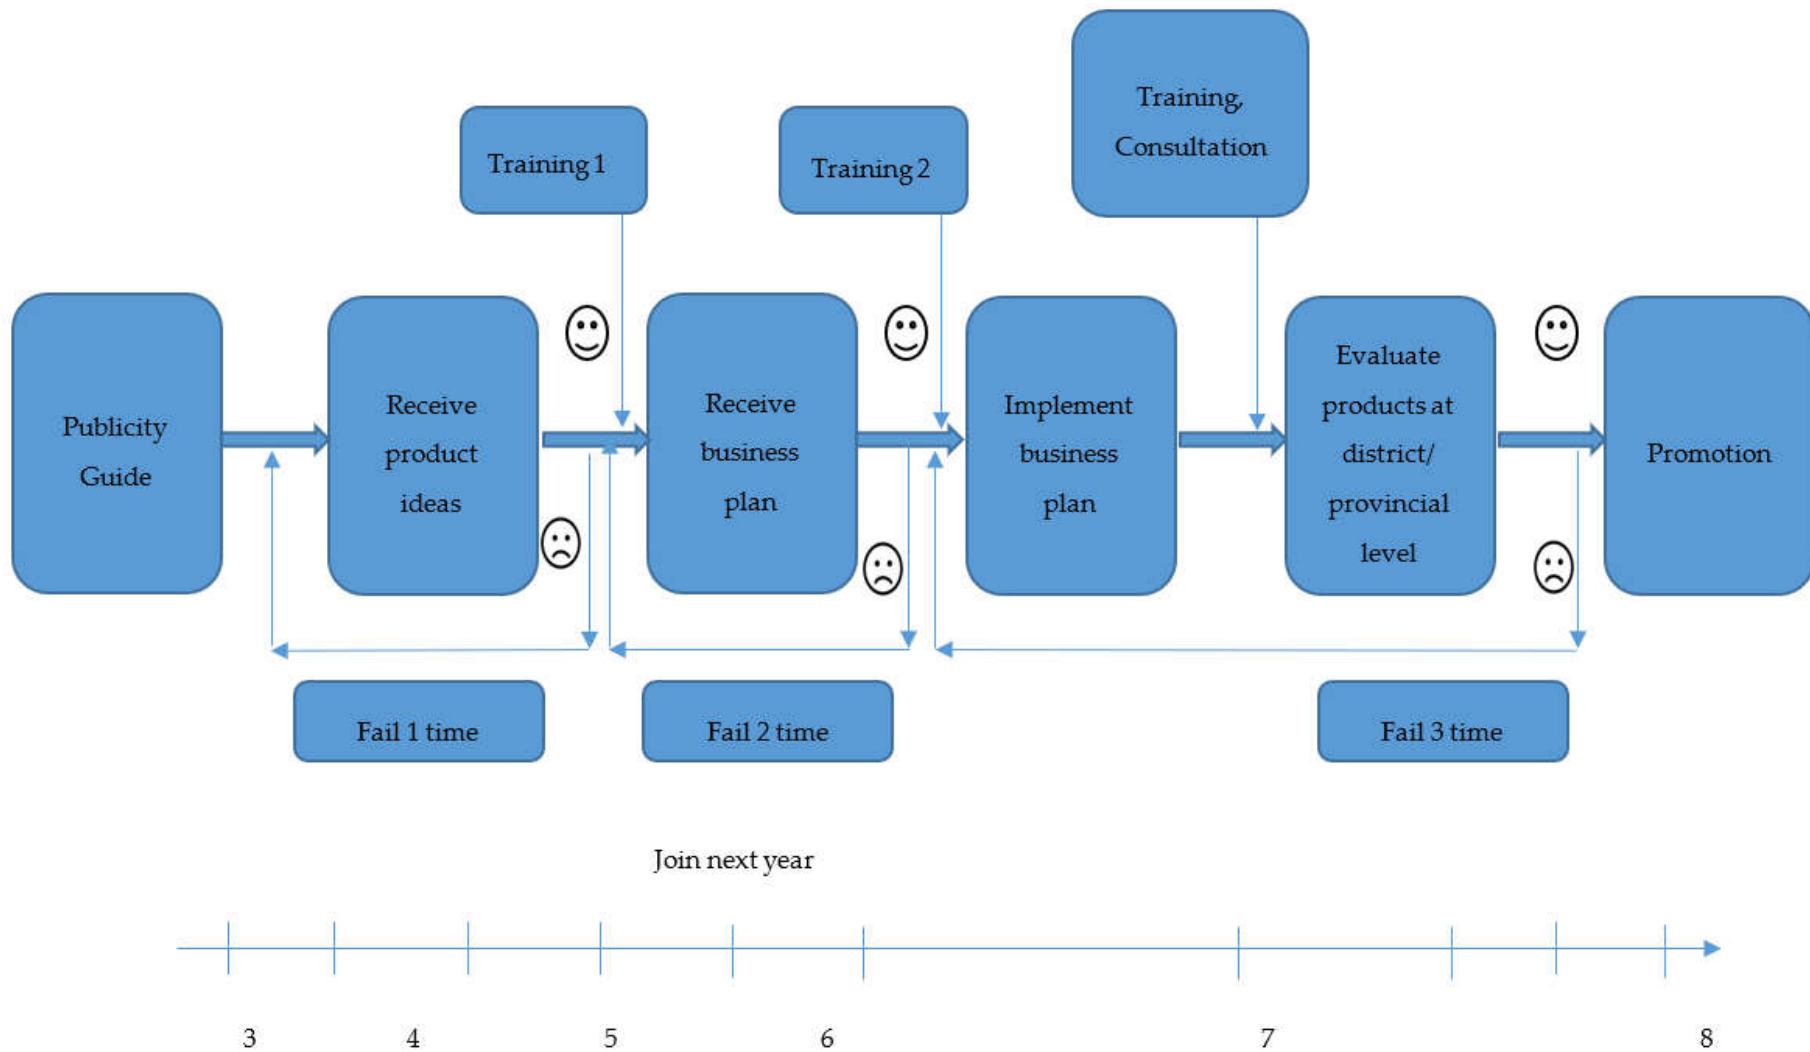 Training,
Consultation
Training 1
Training 2
Publicity
Guide
Receive
product
ideas
Receive
business
plan
Implement
business
plan
Evaluate
products at
district/
provincial
level
Promotion
Fail 1 time
Fail 2 time
Fail 3 time
Join next year
3 4 5 6 7 8